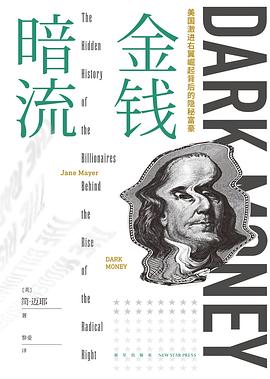 金钱
暗流
美国激进右翼崛起背后的隐秘富豪
DARK MONEY
The
Hidden
History
of
the
Billionaires
Jane Mayer
Behind
the
Rise
of
the
Radical
Right
DARK
MONEY
[美]
简·迈耶
著
黎爱
译
新星出版社 NEW STAR PRESS